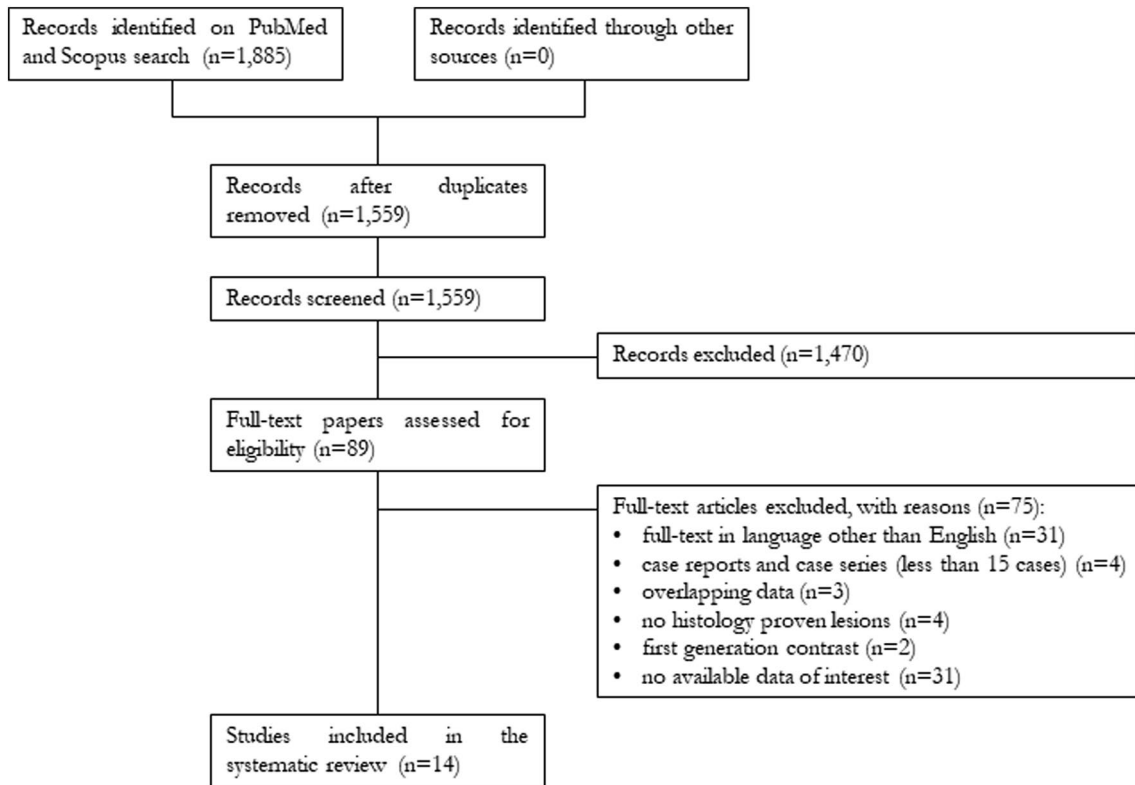 Records identified on PubMed
and Scopus search (n=1,885)
Records identified through other
sources (n=0)
Records after duplicates
removed (n=1,559)
Records screened (n=1,559)
Records excluded (n=1,470)
Full-text papers assessed for
eligibility (n=89)
Full-text articles excluded, with reasons (n=75):
• full-text in language other than English (n=31)
• case reports and case series (less than 15 cases) (n=4)
• overlapping data (n=3)
• no histology proven lesions (n=4)
• first generation contrast (n=2)
• no available data of interest (n=31)
Studies included in the
systematic review (n=14)